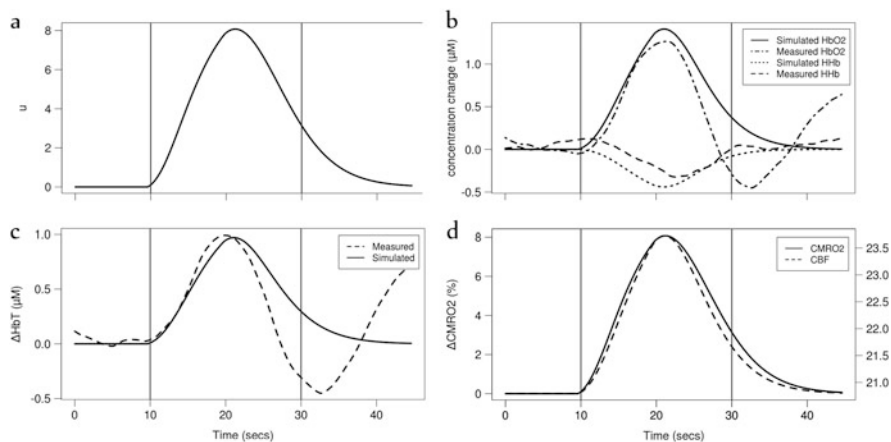 a
8
6
4
2
0
u
b
1.0
0.5
0.0
-0.5
concentration change (μM)
Simulated HbO2
Measured HbO2
Simulated HHb
Measured HHb
c
1.0
0.5
0.0
-0.5
ΔHbT (μM)
Measured
Simulated
0 10 20 30 40
Time (secs)
d
8
6
4
2
0
ΔCMRO2 (%)
CMRO2
CBF
23.5
23.0
22.5
22.0
21.5
21.0
0 10 20 30 40
Time (secs)